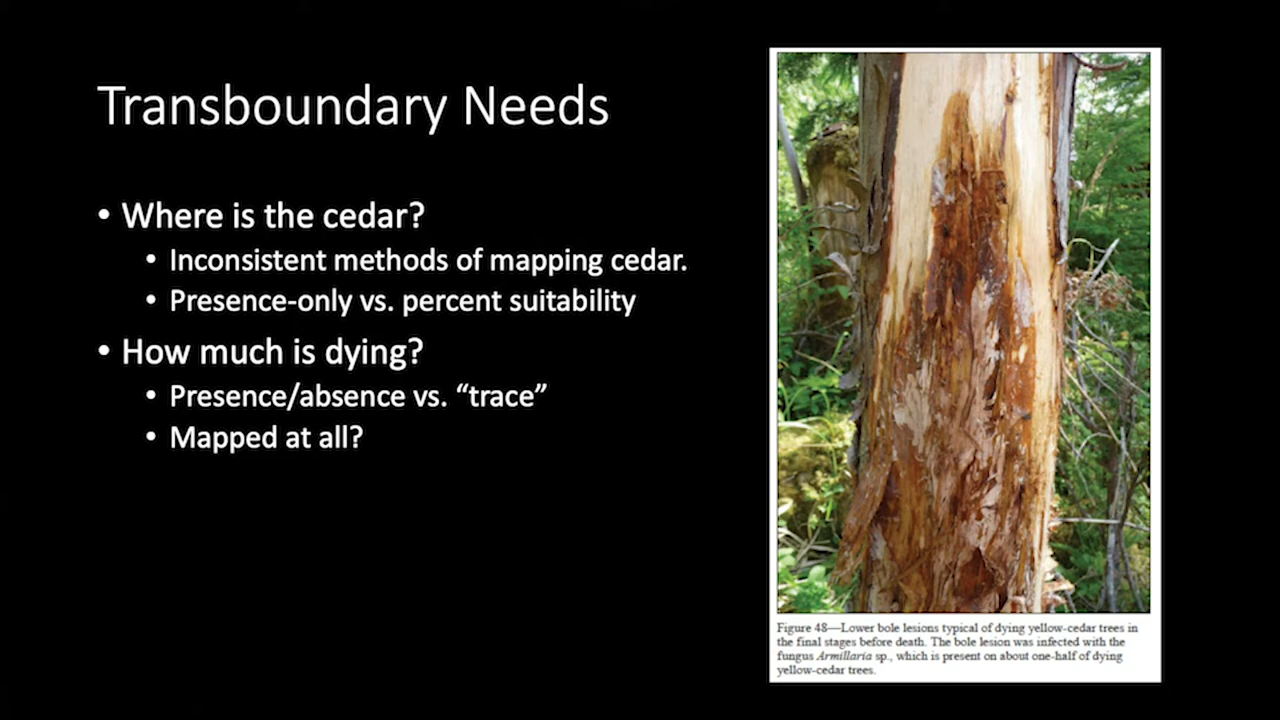 Transboundary Needs
• Where is the cedar?
• Inconsistent methods of mapping cedar.
• Presence-only vs. percent suitability
• How much is dying?
• Presence/absence vs. “trace”
• Mapped at all?
Figure 48—Lower bole lesions typical of dying yellow-cedar trees in
the final stages before death. The bole lesion was infected with the
fungus Armillaria sp., which is present on about one-half of dying
yellow-cedar trees.